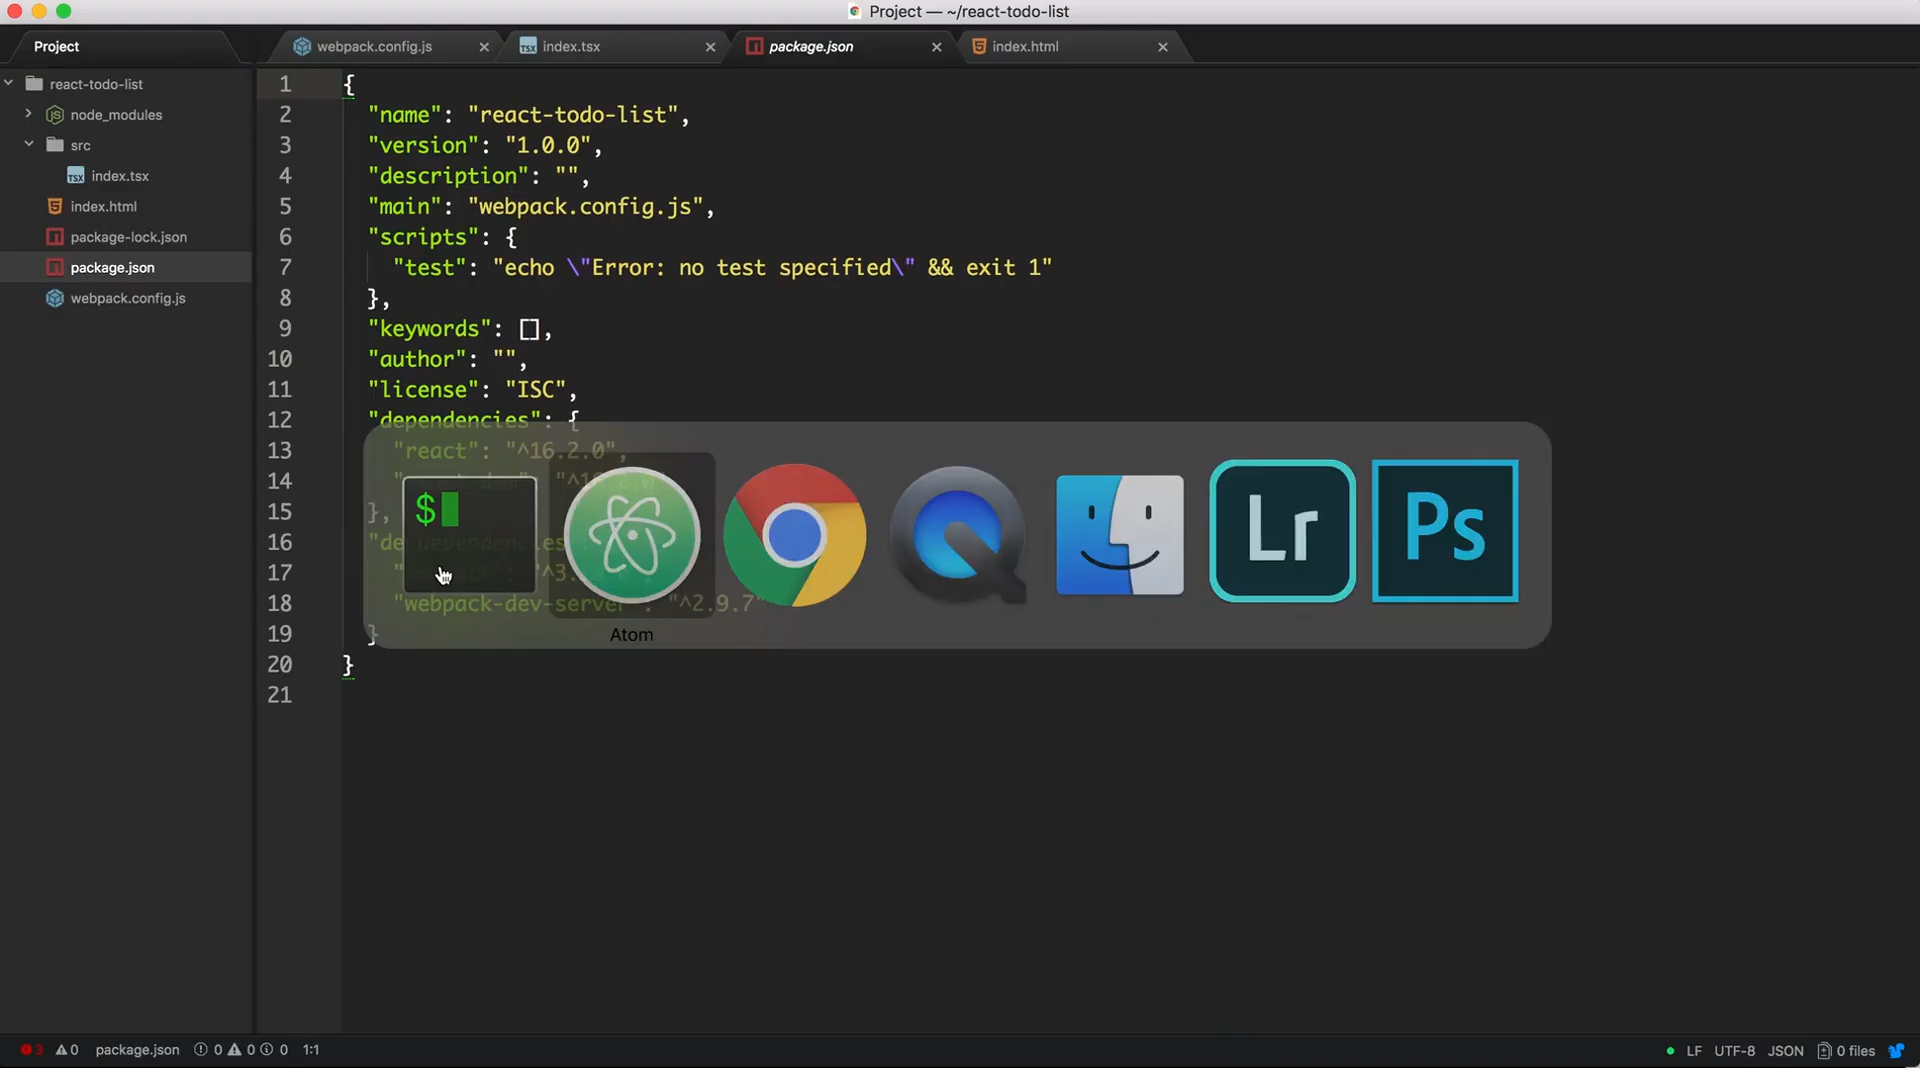 Project — ~/react-todo-list
Project
webpack.config.js
index.tsx
package.json
index.html
react-todo-list
node_modules
src
index.tsx
index.html
package-lock.json
package.json
webpack.config.js
1 {
2 "name": "react-todo-list",
3 "version": "1.0.0",
4 "description": "",
5 "main": "webpack.config.js",
6 "scripts": {
7 "test": "echo \"Error: no test specified\" && exit 1"
8 },
9 "keywords": [],
10 "author": "",
11 "license": "ISC",
12 "dependencies": {
13 "react": "^16.2.0",
14
15 },
16
17 "^3.
18 "webpack-dev-server": "^2.9.7"
19 }
20 }
21
$
Lr
Ps
Atom
3 0 package.json 0 0 0 1:1
LF UTF-8 JSON 0 files